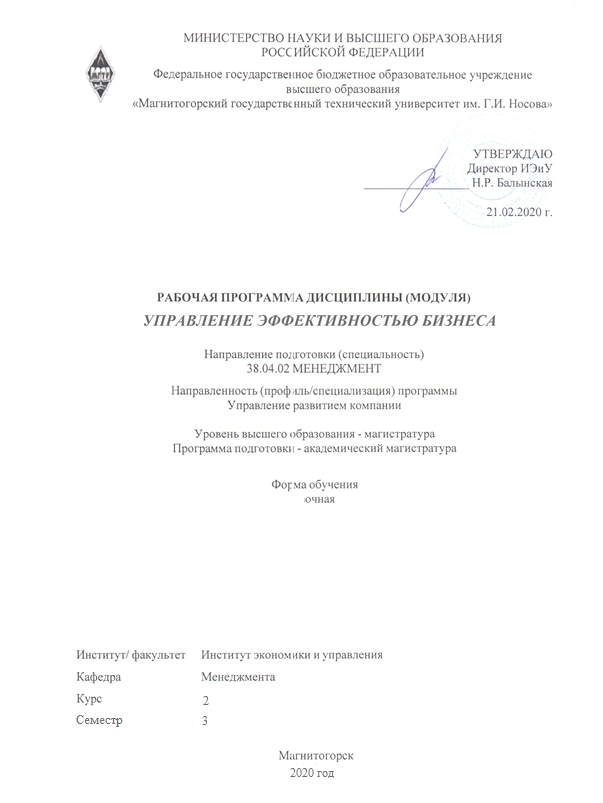 МИНИСТЕРСТВО НАУКИ И ВЫСШЕГО ОБРАЗОВАНИЯ
РОССИЙСКОЙ ФЕДЕРАЦИИ
Федеральное государственное бюджетное образовательное учреждение
высшего образования
«Магнитогорский государственный технический университет им. Г.И. Носова»
УТВЕРЖДАЮ
Директор ИЭиУ
Н.Р. Балынская
21.02.2020 г.
РАБОЧАЯ ПРОГРАММА ДИСЦИПЛИНЫ (МОДУЛЯ)
УПРАВЛЕНИЕ ЭФФЕКТИВНОСТЬЮ БИЗНЕСА
Направление подготовки (специальность)
38.04.02 МЕНЕДЖМЕНТ
Направленность (профиль/специализация) программы
Управление развитием компании
Уровень высшего образования - магистратура
Программа подготовки - академический магистратура
Форма обучения
очная
Институт/ факультет Институт экономики и управления
Кафедра Менеджмента
Курс 2
Семестр 3
Магнитогорск
2020 год